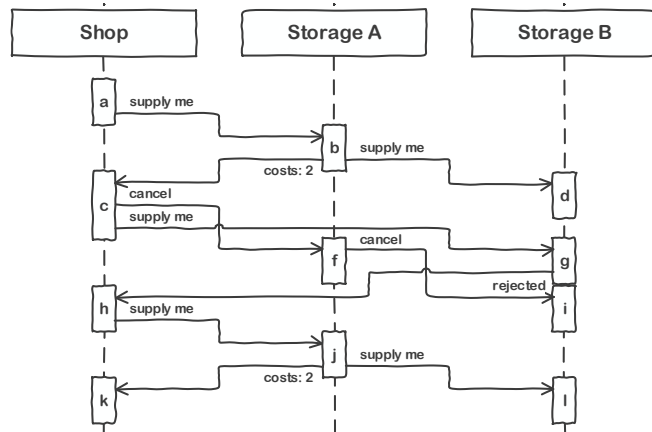 Shop
Storage A
Storage B
a
supply me
b
costs: 2
supply me
d
c
cancel
supply me
f
cancel
g
rejected
h
supply me
i
j
costs: 2
supply me
k
l